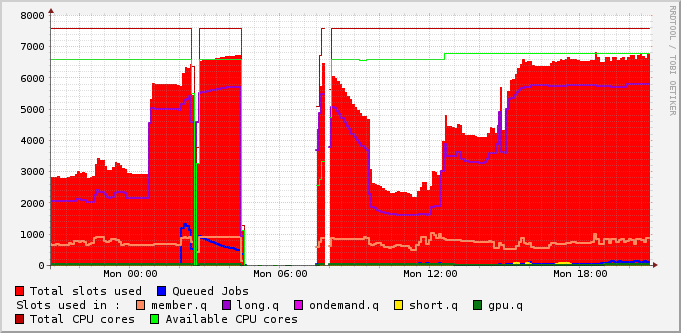 8000
7000
6000
5000
4000
3000
2000
1000
0
Mon 00:00 Mon 06:00 Mon 12:00 Mon 18:00
Total slots used Queued Jobs
Slots used in : member.q long.q ondemand.q short.q gpu.q
Total CPU cores Available CPU cores
RRDTOOL / TOBI OETIKER